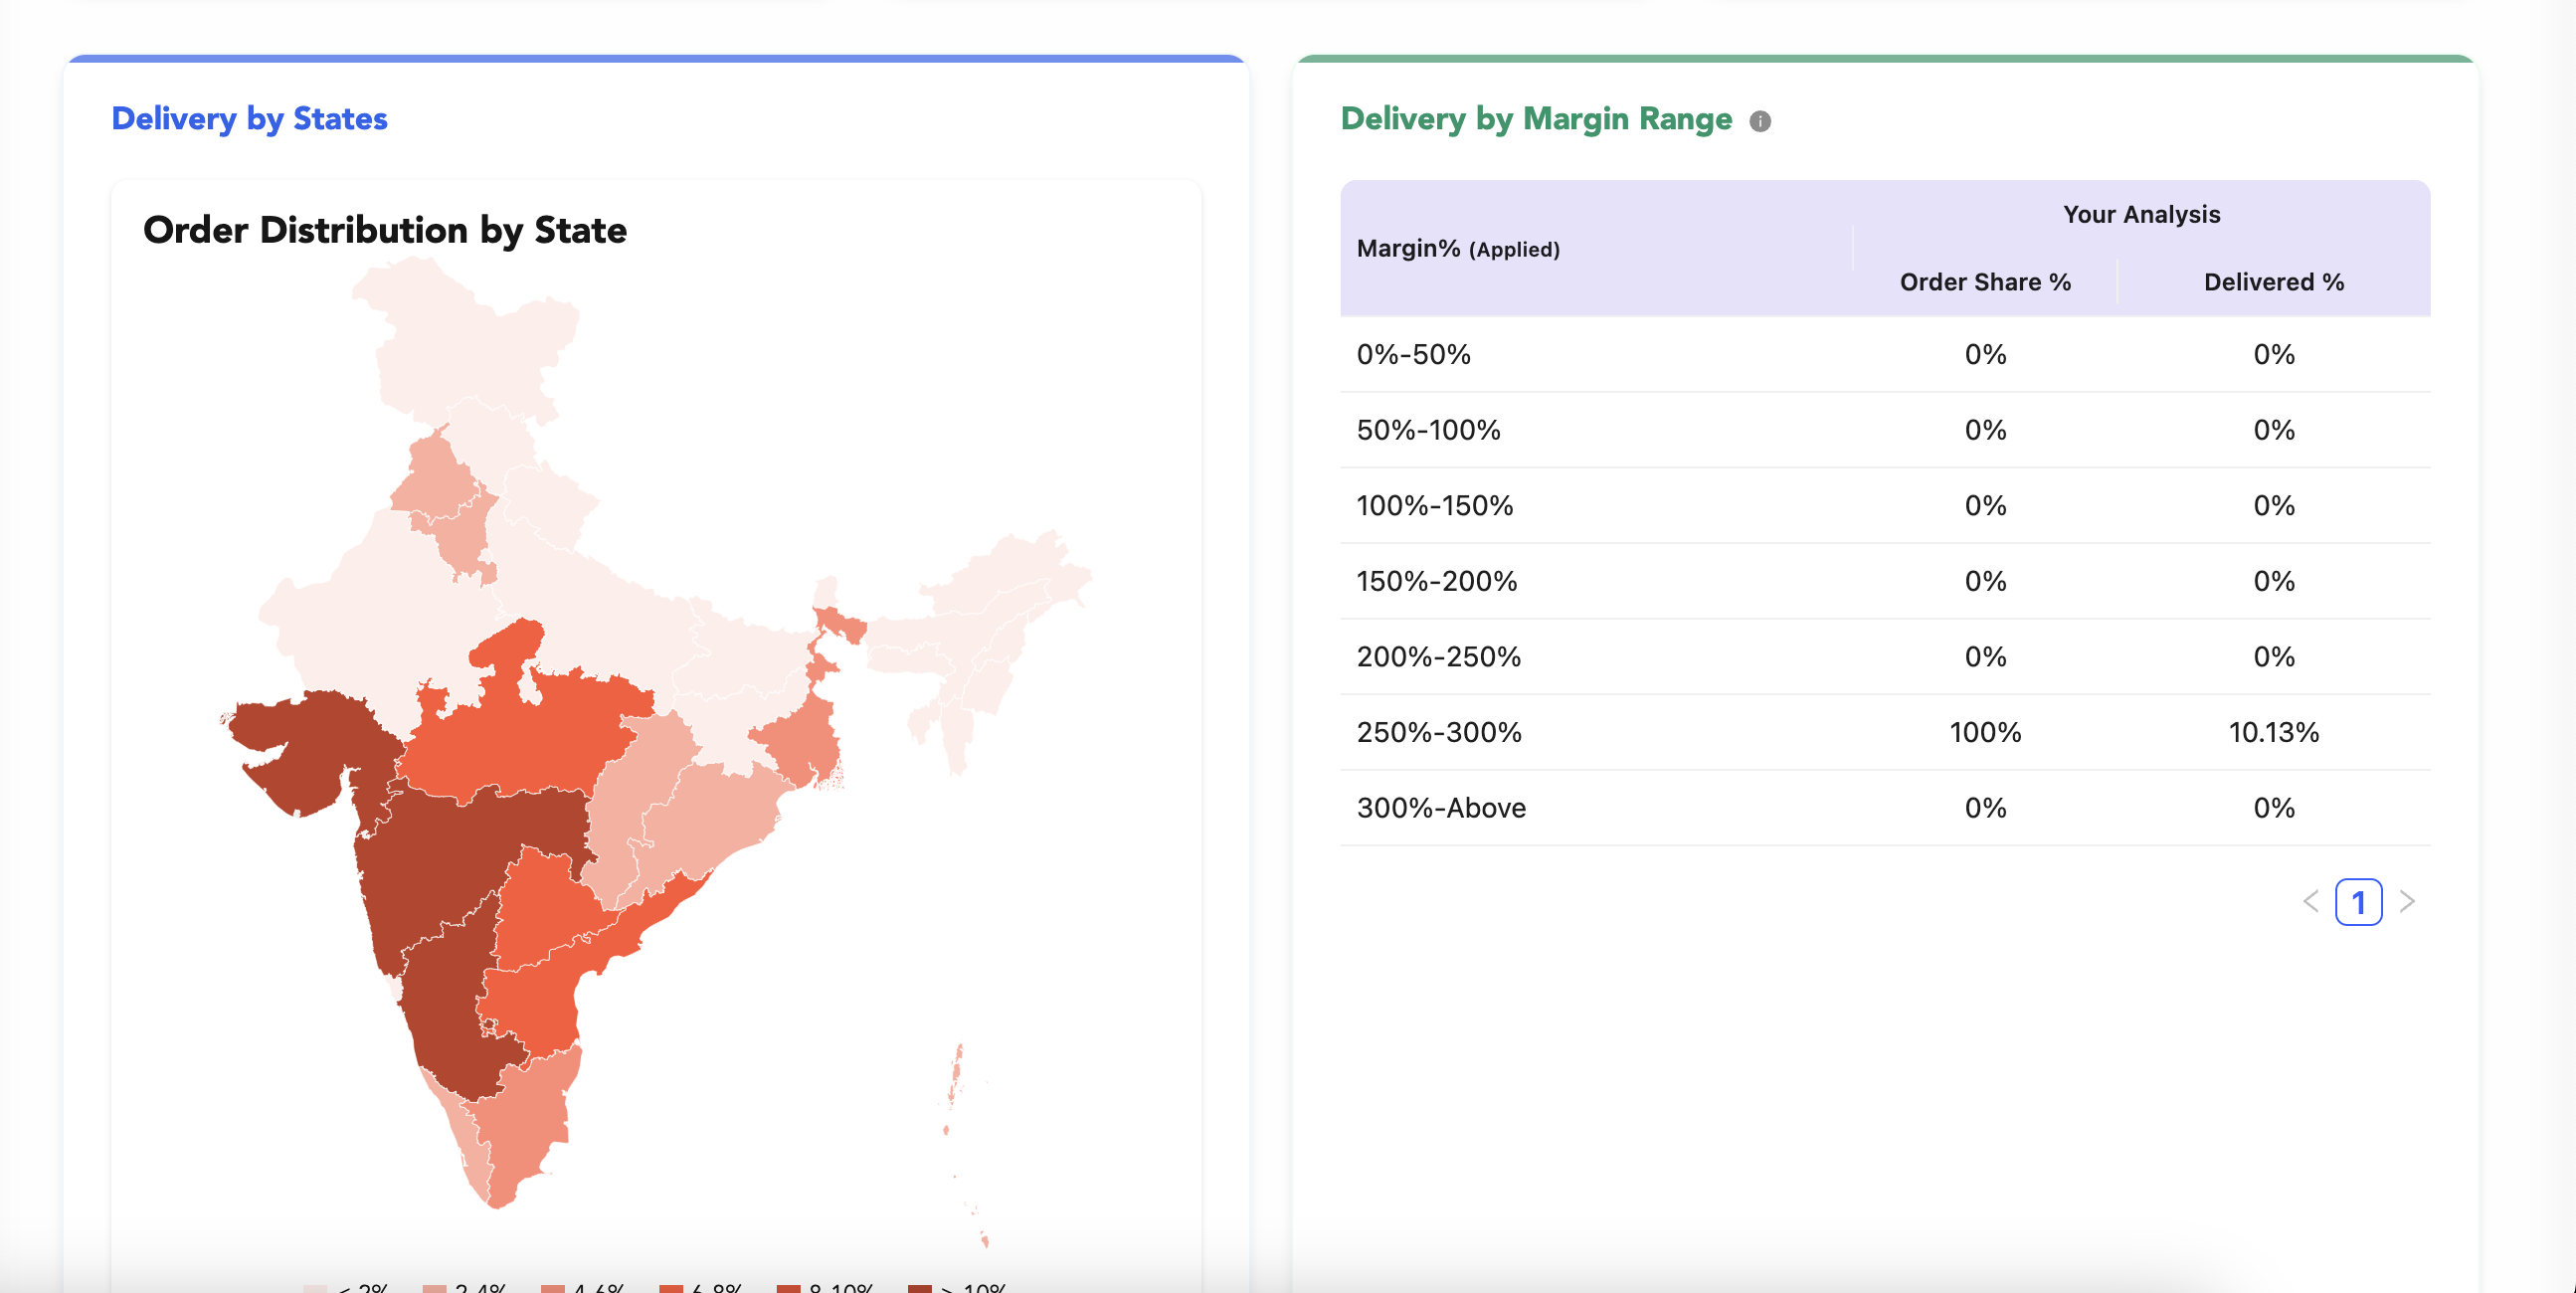 Delivery by States
Order Distribution by State
< 2%
2-4%
4-6%
6-8%
8-10%
> 10%
Delivery by Margin Range
Margin% (Applied)
Your Analysis
Order Share %
Delivered %
0%-50% 0% 0%
50%-100% 0% 0%
100%-150% 0% 0%
150%-200% 0% 0%
200%-250% 0% 0%
250%-300% 100% 10.13%
300%-Above 0% 0%
1